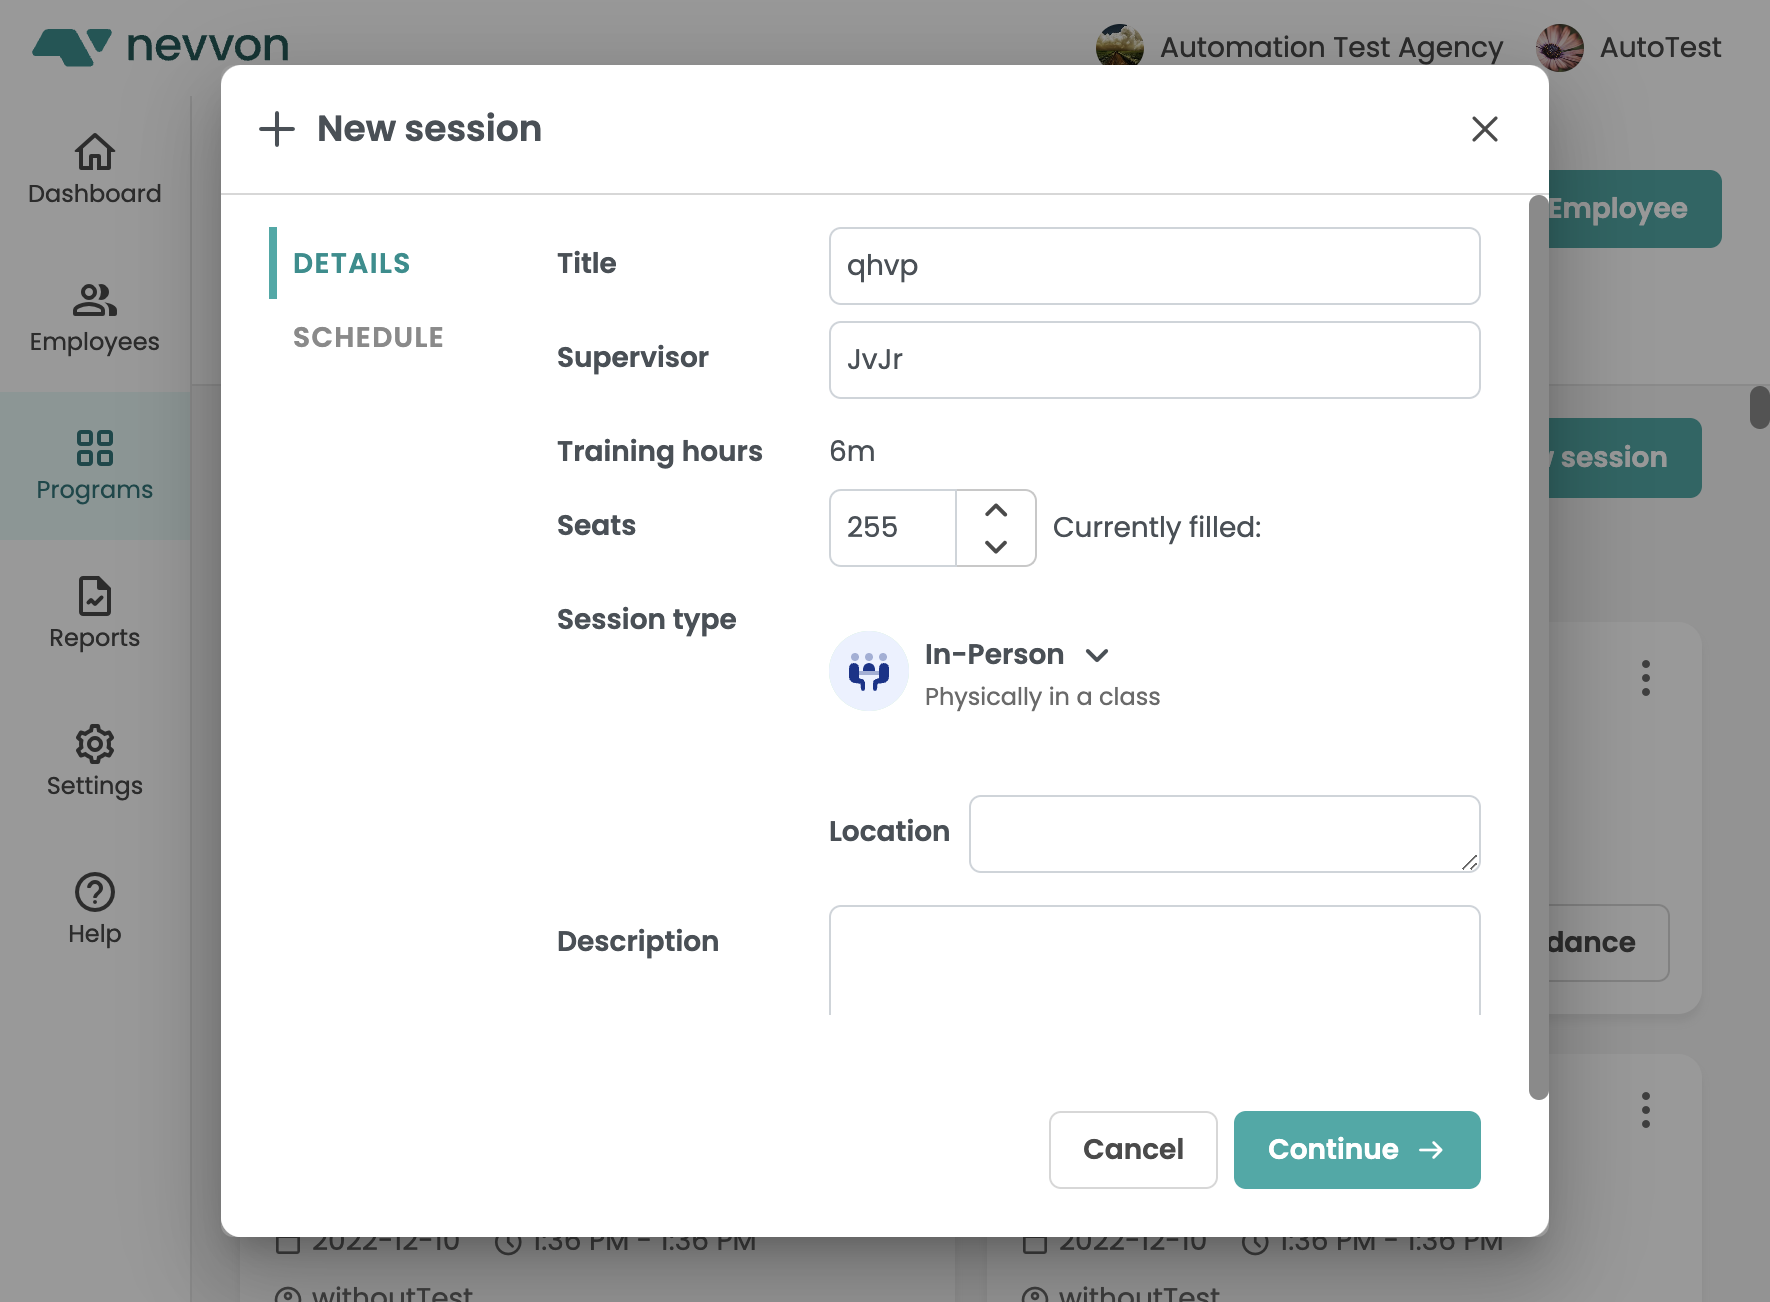 nevvon
Automation Test Agency
AutoTest
Dashboard
Employees
Programs
Reports
Settings
Help
New session
DETAILS
SCHEDULE
Title
qhvp
Supervisor
JvJr
Training hours
6m
Seats
255
Currently filled:
Session type
In-Person
Physically in a class
Location
Description
Cancel
Continue
Employee
session
2022-12-10 1:36 PM - 1:36 PM
2022-12-10 1:36 PM - 1:36 PM
withoutTest
withoutTest